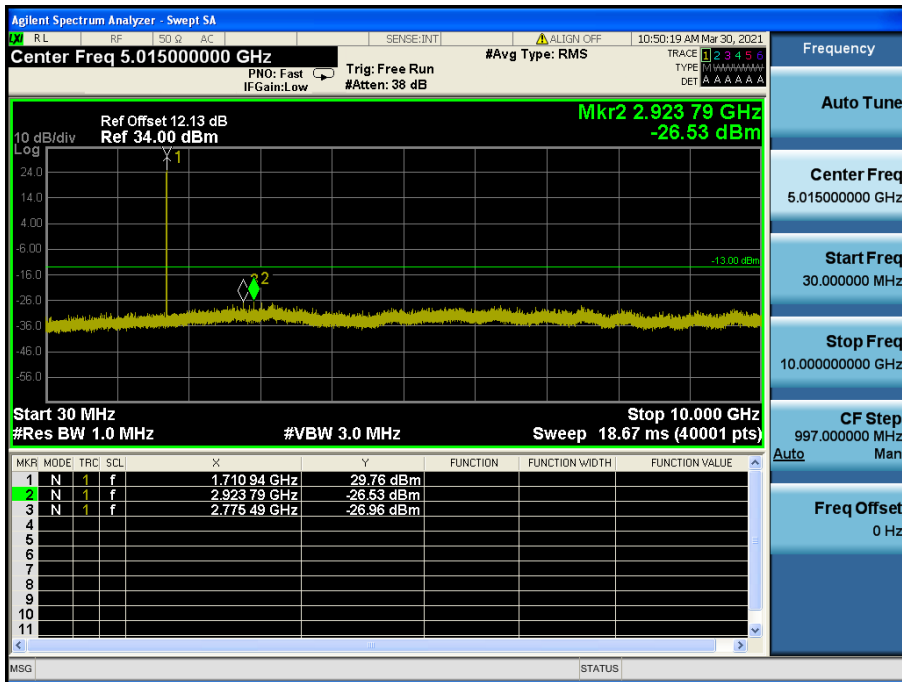 Agilent Spectrum Analyzer - Swept SA
LXI RL RF 50 Ω AC SENSE:INT ALIGN OFF 10:50:19 AM Mar 30, 2021
Center Freq 5.015000000 GHz
PNO: Fast
IFGain:Low
Trig: Free Run
#Atten: 38 dB
#Avg Type: RMS
TRACE 1 2 3 4 5 6
TYPE M W W W W W
DET A A A A A A
Frequency
Mkr2 2.923 79 GHz
-26.53 dBm
Ref Offset 12.13 dB
10 dB/div Ref 34.00 dBm
Log
1
24.0
14.0
4.00
-6.00
-13.00 dBm
-16.0
2
-26.0
-36.0
-46.0
-56.0
Start 30 MHz Stop 10.000 GHz
#Res BW 1.0 MHz #VBW 3.0 MHz Sweep 18.67 ms (40001 pts)
MKR MODE TRC SCL X Y FUNCTION FUNCTION WIDTH FUNCTION VALUE
1 N 1 f 1.710 94 GHz 29.76 dBm
2 N 1 f 2.923 79 GHz -26.53 dBm
3 N 1 f 2.775 49 GHz -26.96 dBm
4
5
6
7
8
9
10
11
MSG STATUS
Auto Tune
Center Freq
5.015000000 GHz
Start Freq
30.000000 MHz
Stop Freq
10.000000000 GHz
CF Step
997.000000 MHz
Auto Man
Freq Offset
0 Hz